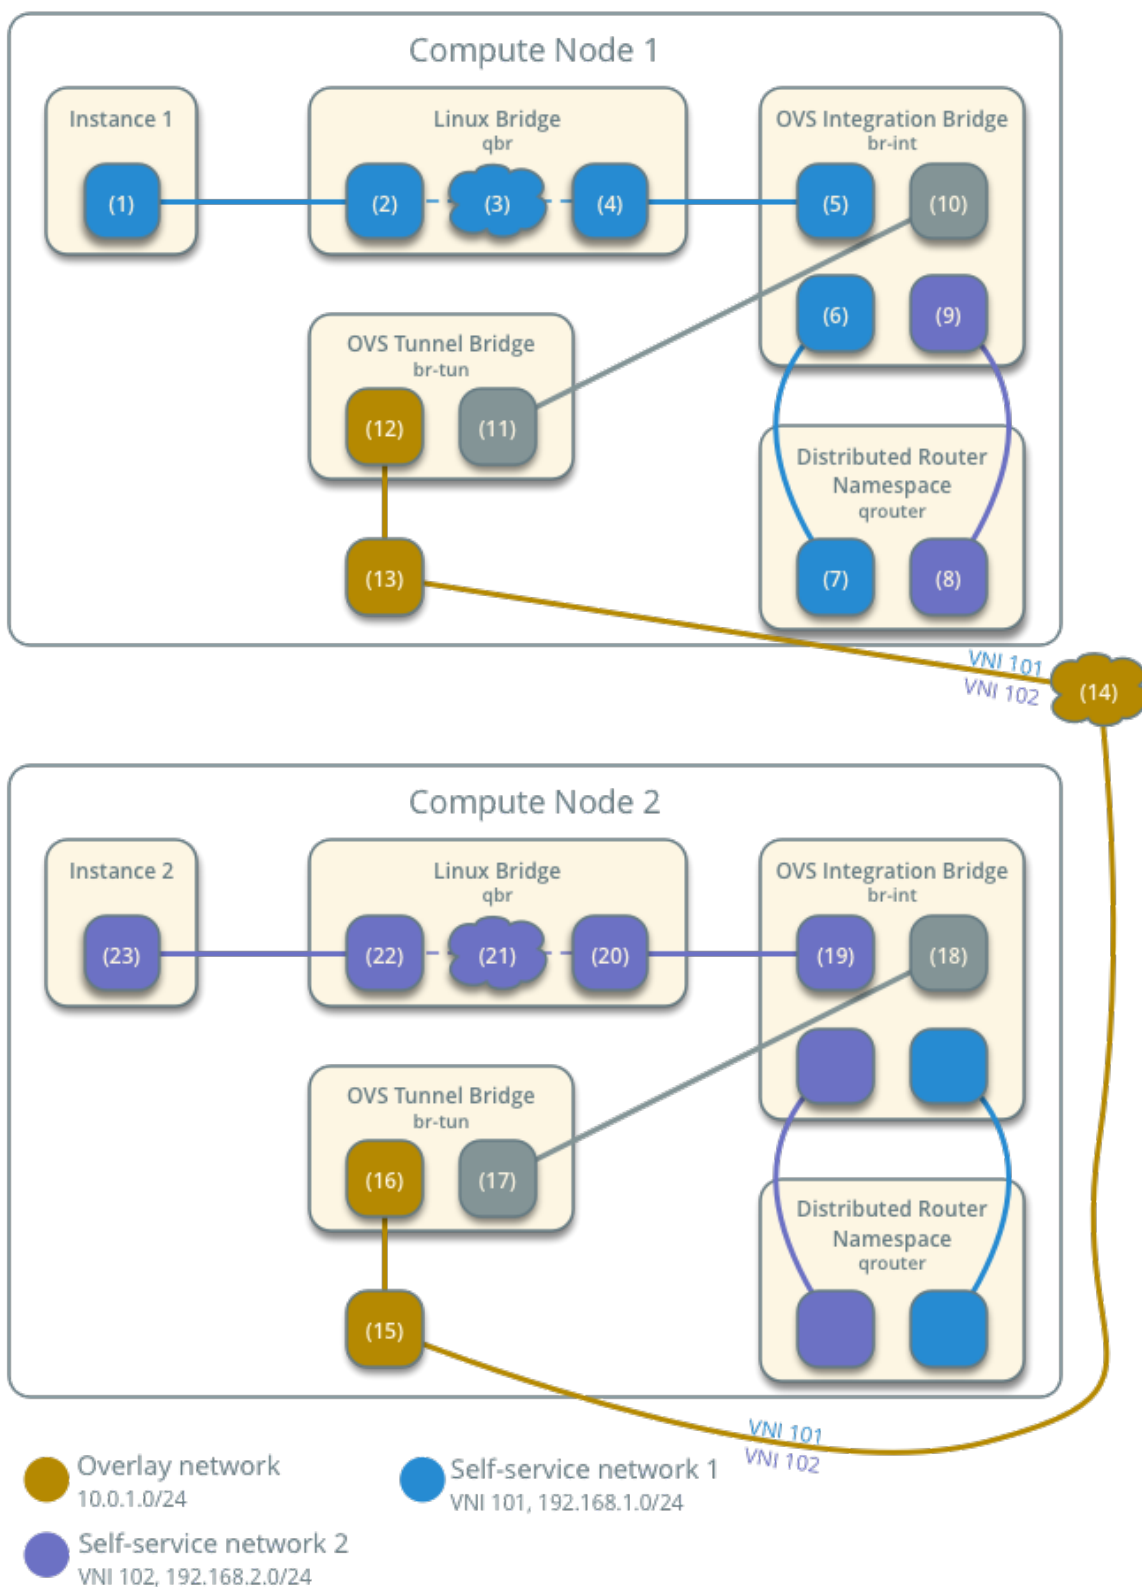 Compute Node 1
Instance 1
Linux Bridge
qbr
OVS Integration Bridge
br-int
(1)
(2)
(3)
(4)
(5)
(10)
(6)
(9)
OVS Tunnel Bridge
br-tun
(12)
(11)
Distributed Router
Namespace
qrouter
(13)
(7)
(8)
VNI 101
VNI 102
(14)
Compute Node 2
Instance 2
Linux Bridge
qbr
OVS Integration Bridge
br-int
(23)
(22)
(21)
(20)
(19)
(18)
OVS Tunnel Bridge
br-tun
(16)
(17)
Distributed Router
Namespace
qrouter
(15)
VNI 101
VNI 102
Overlay network
10.0.1.0/24
Self-service network 1
VNI 101, 192.168.1.0/24
Self-service network 2
VNI 102, 192.168.2.0/24